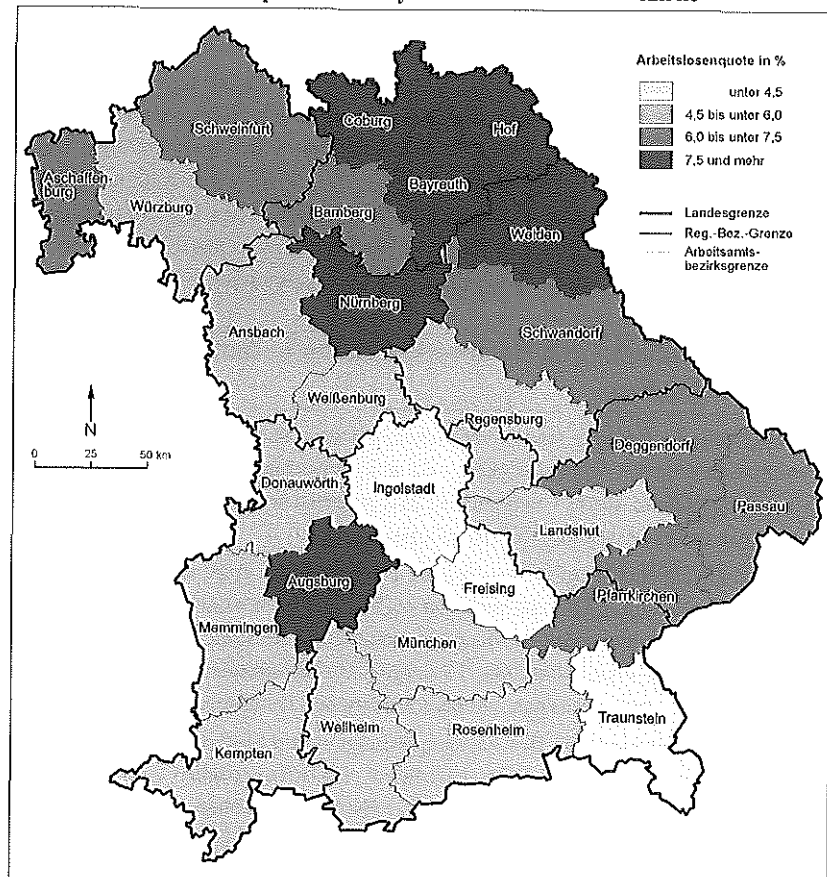 Arbeitslosenquote in %
unter 4,5
4,5 bis unter 6,0
6,0 bis unter 7,5
7,5 und mehr
Landesgrenze
Reg.-Bez.-Grenze
Arbeitsamts-
bezirksgrenze
Coburg
Hof
Schweinfurt
Aschaffen-
burg
Bayreuth
Würzburg
Bamberg
Weiden
Nürnberg
Ansbach
Schwandorf
Weißenburg
Regensburg
N
0 25 50 km
Deggendorf
Donauwörth
Ingolstadt
Passau
Landshut
Augsburg
Freising
Pfarrkirchen
Memmingen
München
Traunstein
Weilheim
Rosenheim
Kempten